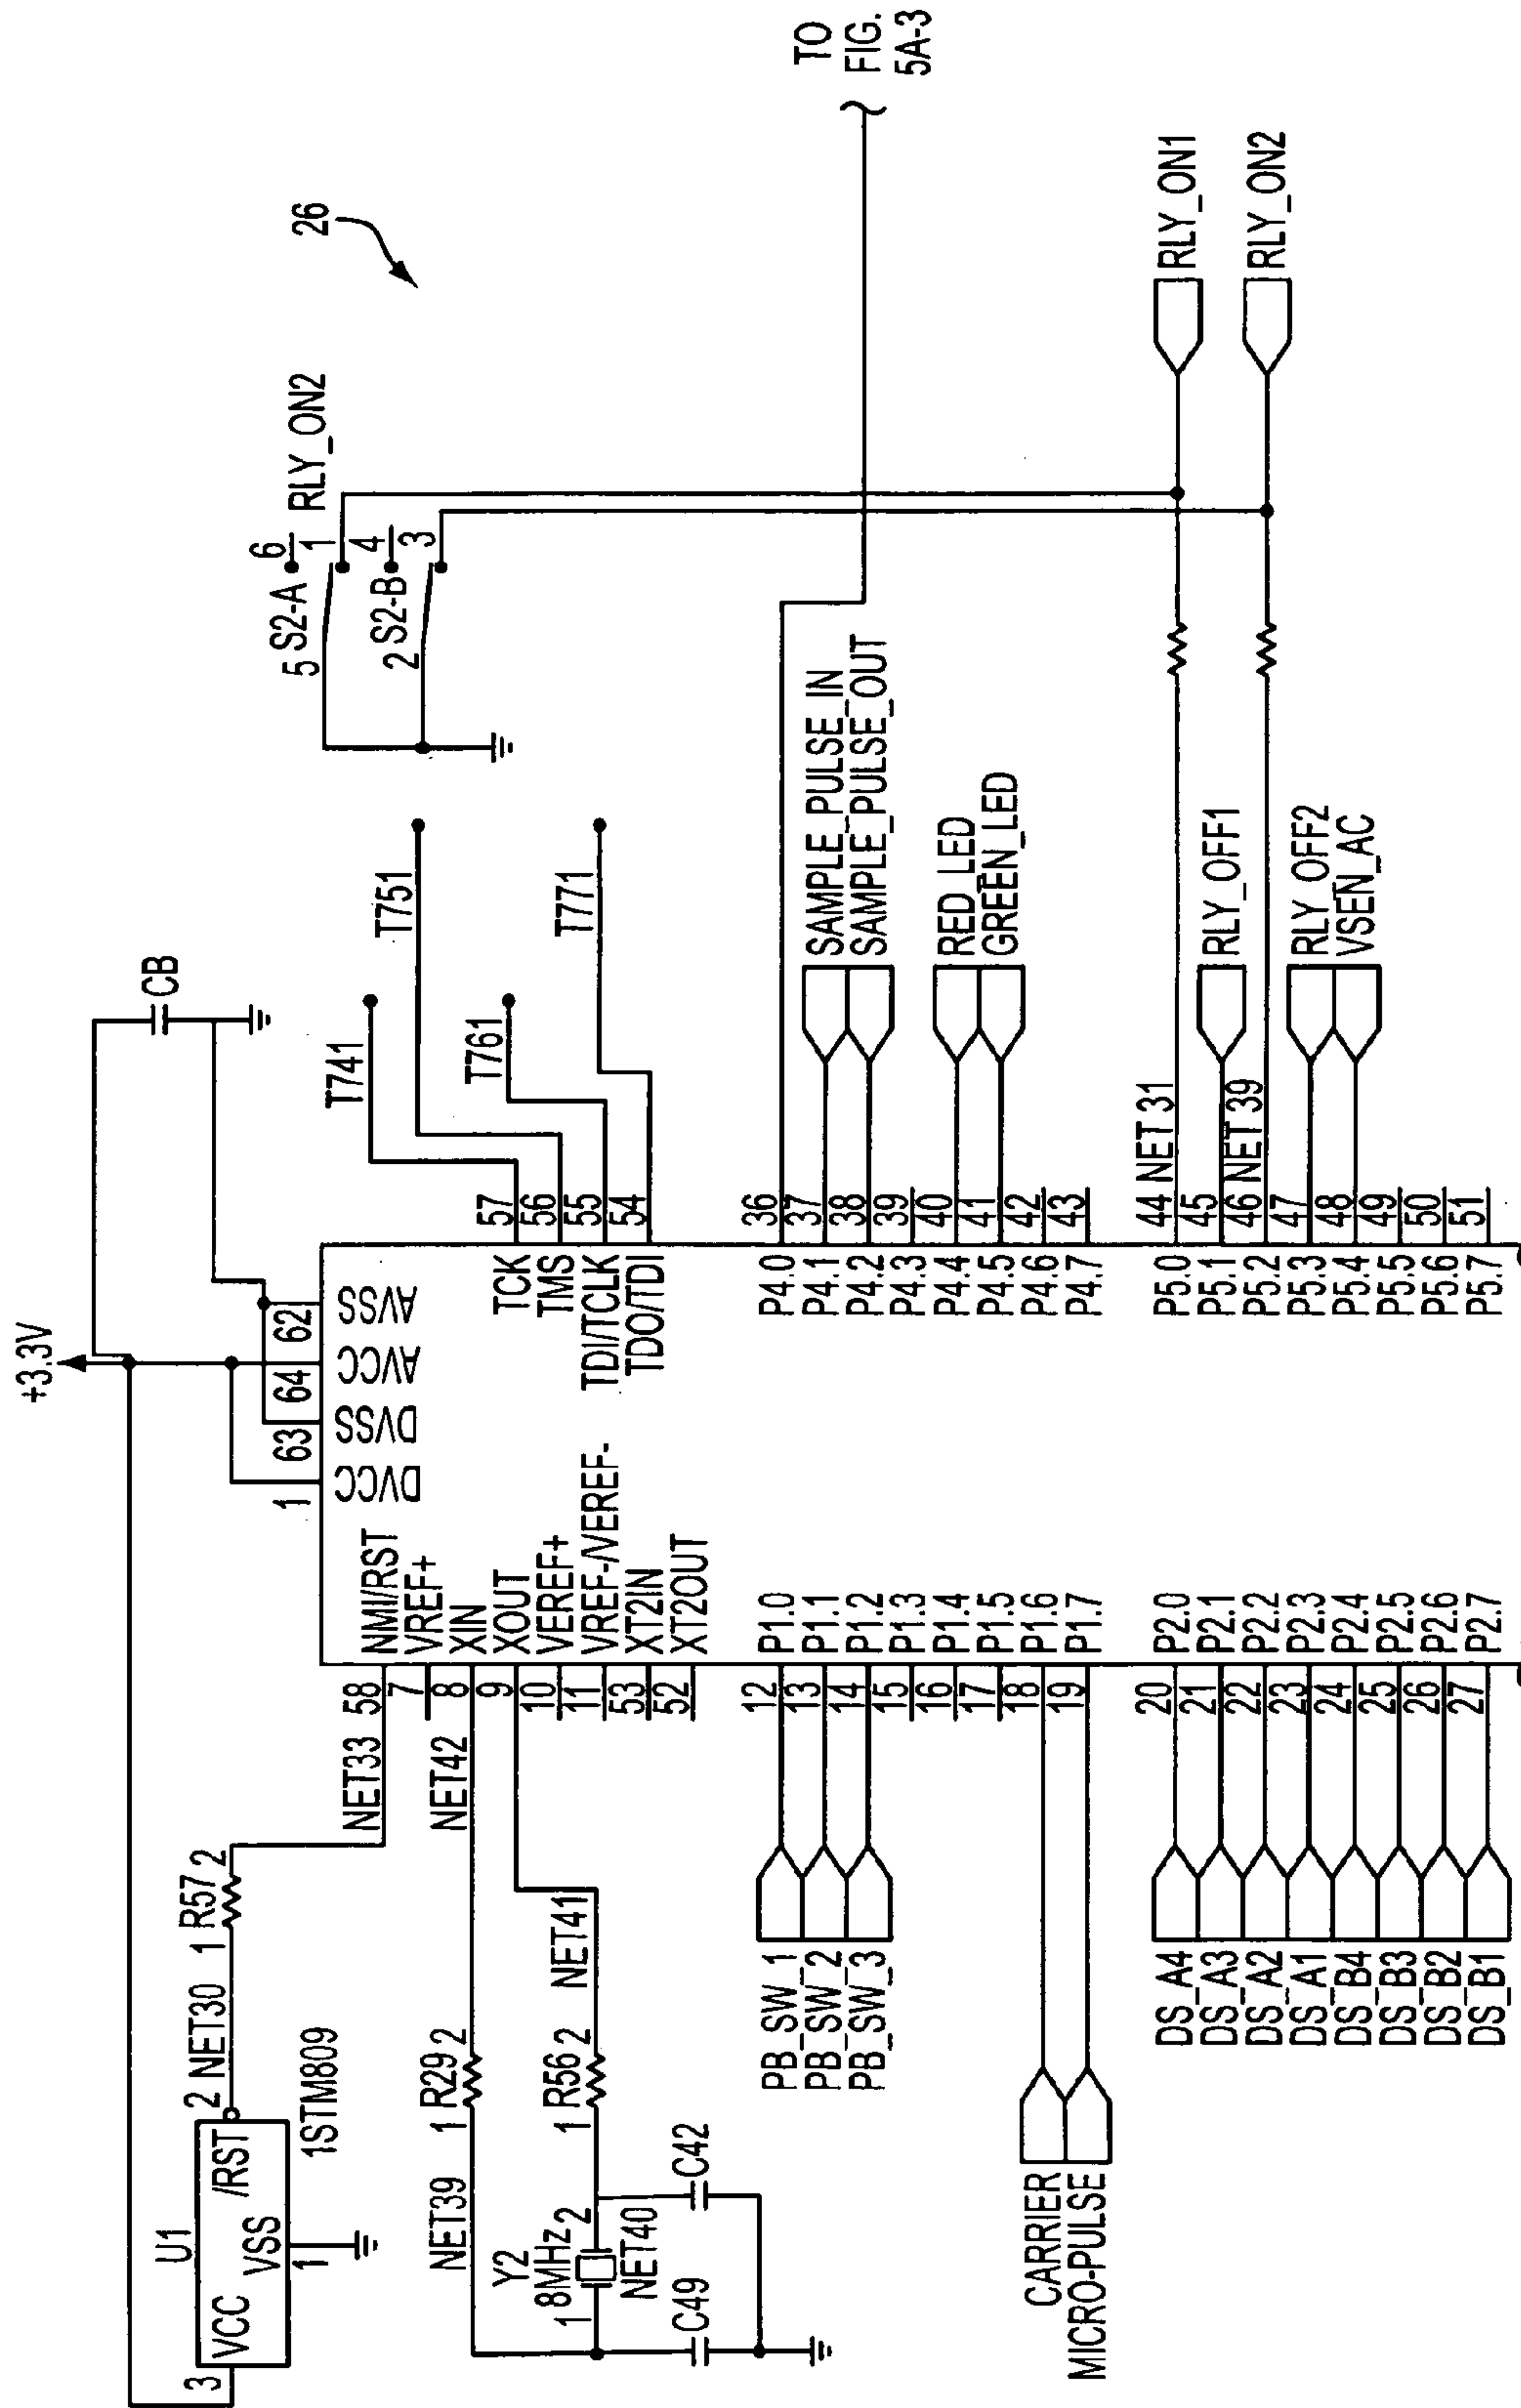 +3.3V
CB
26
U1
VCC
/RST
VSS
3
2
1
1STM809
NET30
1
R57
2
NET33
NET39
1
R29
2
NET42
Y2
8MHz
1
2
NET40
1
R56
2
NET41
C49
C42
1
63
64
62
DVCC
DVSS
AVCC
AVSS
58
NMI/RST
7
VREF+
8
XIN
9
XOUT
10
VEREF+
11
VREF-/VEREF-
53
XT2IN
52
XT2OUT
TCK
57
T741
TMS
56
T751
TDI/TCLK
55
T761
TDO/TDI
54
T771
5
S2-A
6
1
RLY_ON2
2
S2-B
4
3
PB_SW_1
12
P1.0
PB_SW_2
13
P1.1
PB_SW_3
14
P1.2
15
P1.3
16
P1.4
17
P1.5
CARRIER
18
P1.6
MICRO-PULSE
19
P1.7
DS_A4
20
P2.0
DS_A3
21
P2.1
DS_A2
22
P2.2
DS_A1
23
P2.3
DS_B4
24
P2.4
DS_B3
25
P2.5
DS_B2
26
P2.6
DS_B1
27
P2.7
P4.0
36
TO
FIG.
5A-3
P4.1
37
SAMPLE_PULSE_IN
P4.2
38
SAMPLE_PULSE_OUT
P4.3
39
P4.4
40
RED_LED
P4.5
41
GREEN_LED
P4.6
42
P4.7
43
P5.0
44
NET 31
RLY_ON1
P5.1
45
RLY_OFF1
P5.2
46
NET 39
RLY_ON2
P5.3
47
RLY_OFF2
P5.4
48
VSEN_AC
P5.5
49
P5.6
50
P5.7
51